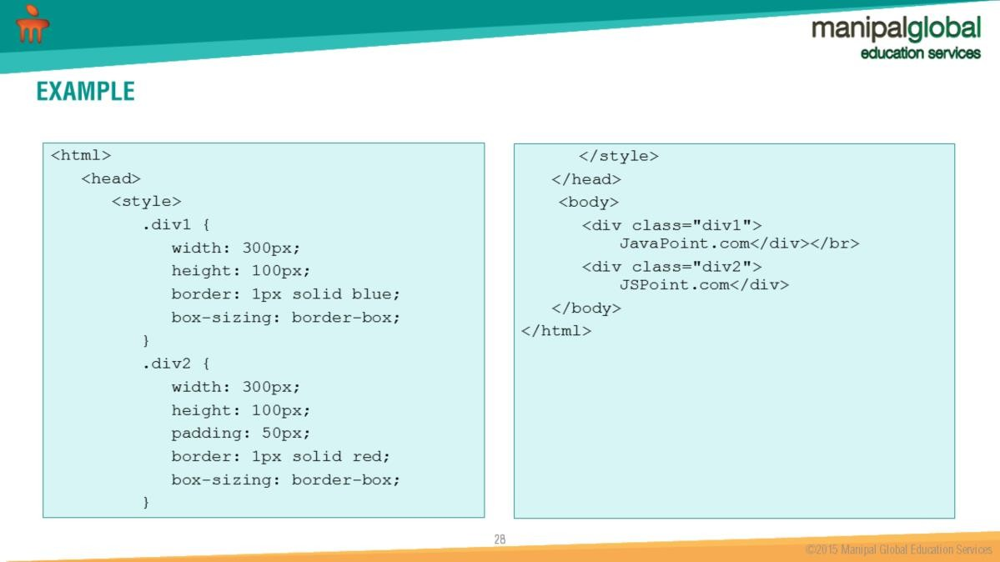 manipalglobal
education services
EXAMPLE
<html>
<head>
<style>
.div1 {
width: 300px;
height: 100px;
border: 1px solid blue;
box-sizing: border-box;
}
.div2 {
width: 300px;
height: 100px;
padding: 50px;
border: 1px solid red;
box-sizing: border-box;
}
</style>
</head>
<body>
<div class="div1">
JavaPoint.com</div></br>
<div class="div2">
JSPoint.com</div>
</body>
</html>
28
©2015 Manipal Global Education Services